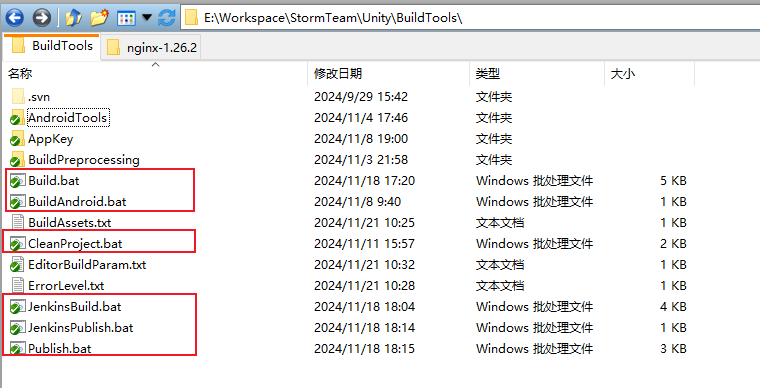 E:\Workspace\StormTeam\Unity\BuildTools\
BuildTools nginx-1.26.2
名称 修改日期 类型 大小
.svn 2024/9/29 15:42 文件夹
AndroidTools 2024/11/4 17:46 文件夹
AppKey 2024/11/8 19:00 文件夹
BuildPreprocessing 2024/11/3 21:58 文件夹
Build.bat 2024/11/18 17:20 Windows 批处理文件 5 KB
BuildAndroid.bat 2024/11/8 9:40 Windows 批处理文件 1 KB
BuildAssets.txt 2024/11/21 10:25 文本文档 1 KB
CleanProject.bat 2024/11/11 15:57 Windows 批处理文件 2 KB
EditorBuildParam.txt 2024/11/21 10:32 文本文档 1 KB
ErrorLevel.txt 2024/11/21 10:28 文本文档 1 KB
JenkinsBuild.bat 2024/11/18 18:04 Windows 批处理文件 4 KB
JenkinsPublish.bat 2024/11/18 18:14 Windows 批处理文件 1 KB
Publish.bat 2024/11/18 18:15 Windows 批处理文件 3 KB